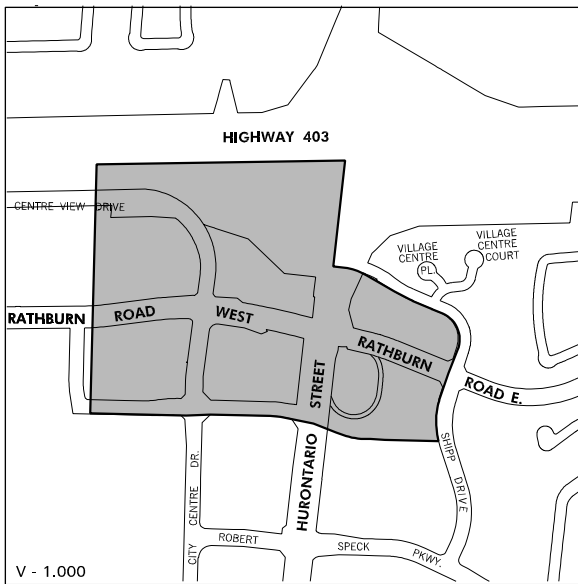 HIGHWAY 403
CENTRE VIEW DRIVE
VILLAGE
CENTRE
PL.
VILLAGE
CENTRE
COURT
RATHBURN ROAD WEST
RATHBURN
ROAD E.
HURONTARIO STREET
SHIPP DRIVE
CITY CENTRE DR.
ROBERT SPECK PKWY.
V - 1.000